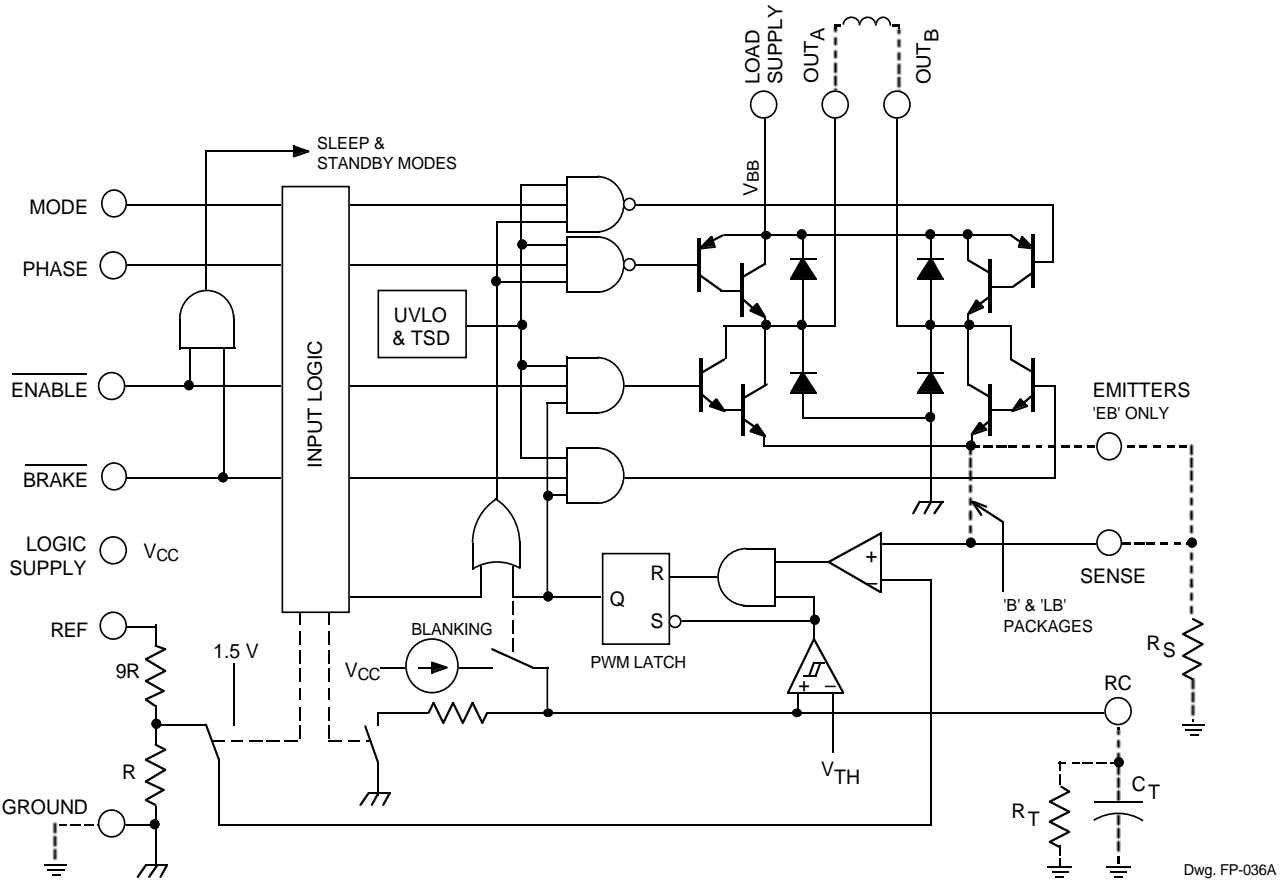 LOAD
SUPPLY
OUTA
OUTB
SLEEP &
STANDBY MODES
VBB
MODE
PHASE
UVLO
& TSD
INPUT LOGIC
ENABLE
EMITTERS
'EB' ONLY
BRAKE
LOGIC
SUPPLY
VCC
+
−
SENSE
R
Q
S
PWM LATCH
'B' & 'LB'
PACKAGES
REF
BLANKING
1.5 V
9R
VCC
+ −
RS
RC
R
VTH
GROUND
RT
CT
Dwg. FP-036A